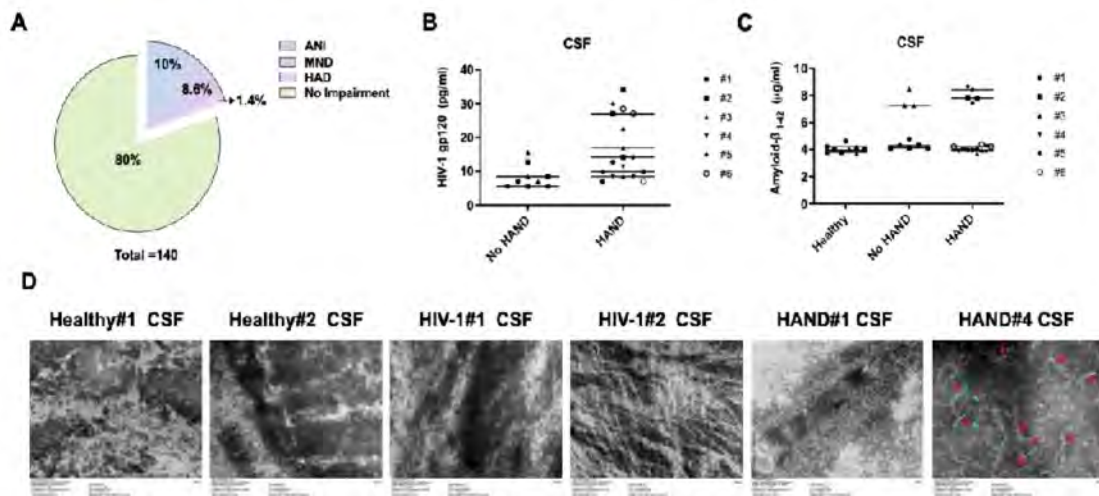 A
10%
8.6%
1.4%
80%
ANI
MND
HAD
No Impairment
Total =140
B
CSF
HIV-1 gp120 (pg/ml)
40
30
20
10
0
No HAND
HAND
#1
#2
#3
#4
#5
#6
C
CSF
Amyloid-β1-42 (μg/ml)
10
8
6
4
2
0
Healthy
No HAND
HAND
#1
#2
#3
#4
#5
#6
D
Healthy#1 CSF
Healthy#2 CSF
HIV-1#1 CSF
HIV-1#2 CSF
HAND#1 CSF
HAND#4 CSF